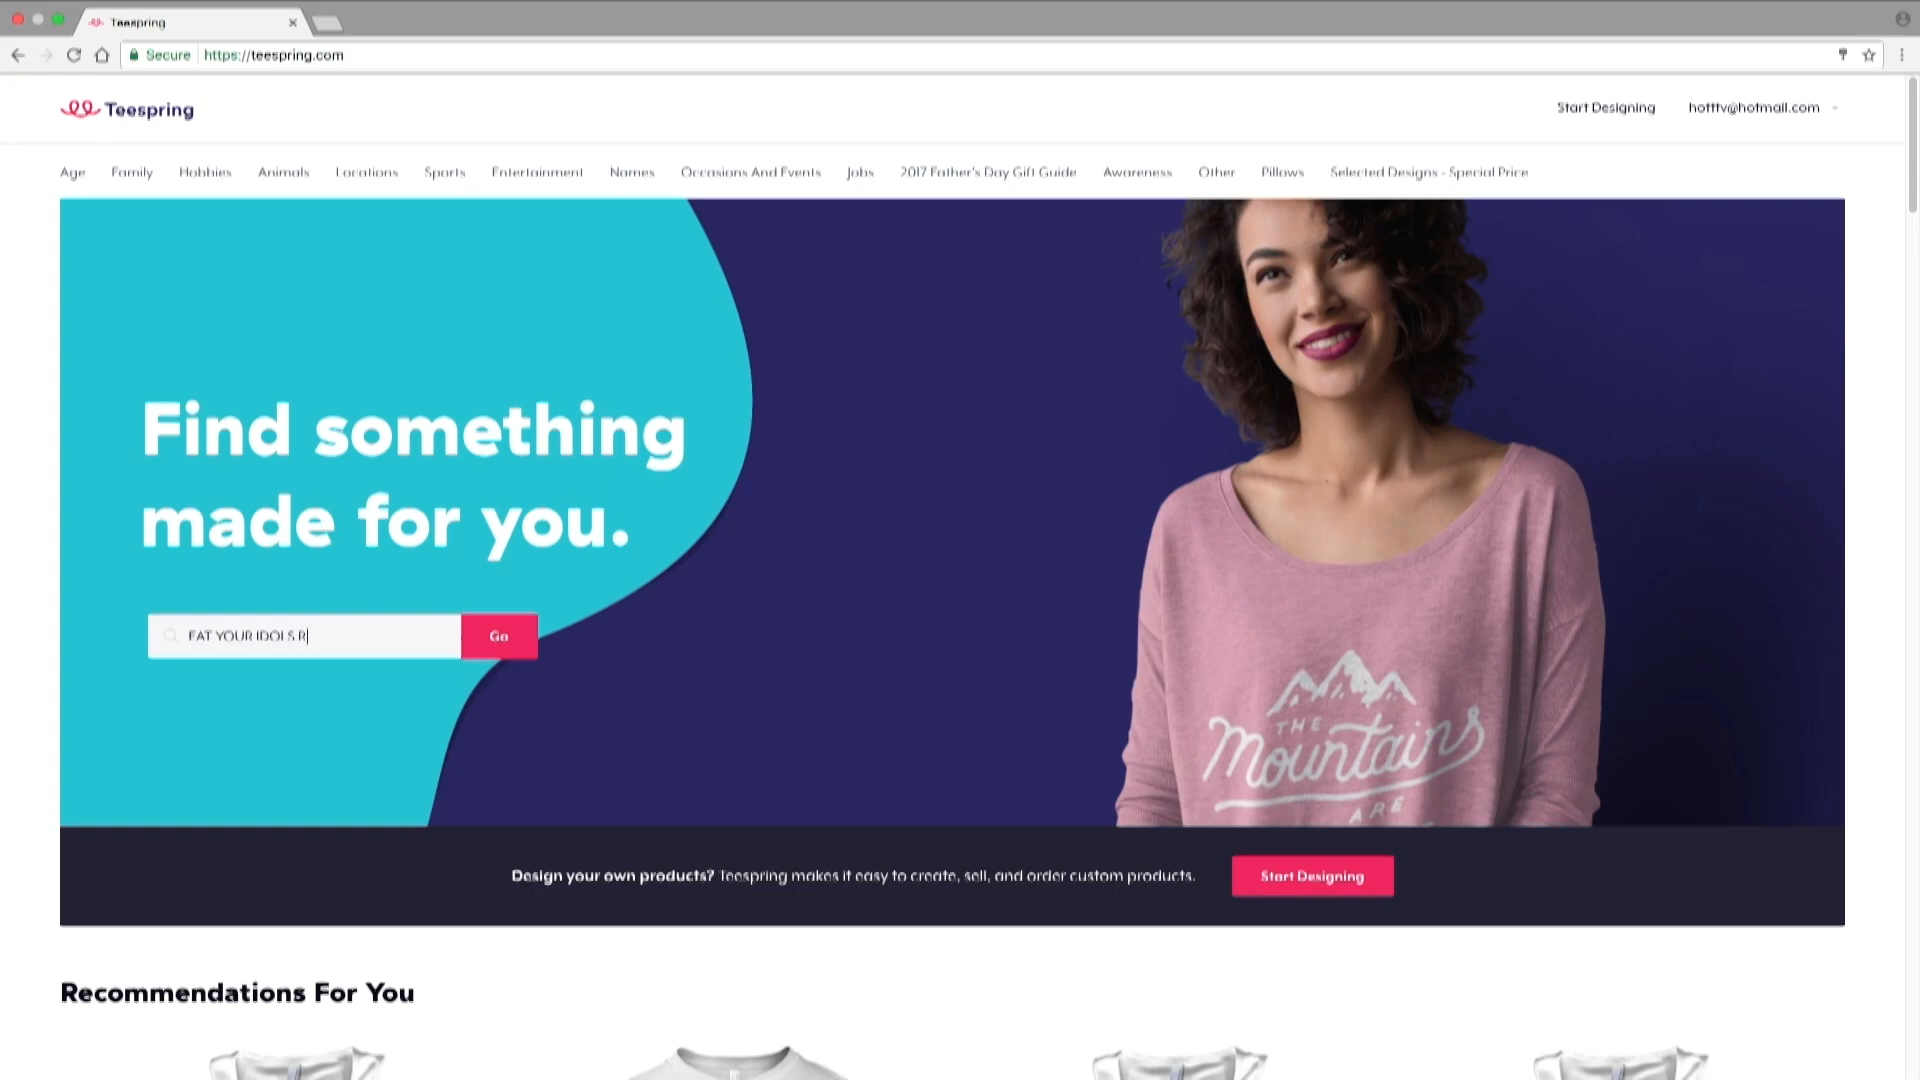 Teespring
Secure https://teespring.com
Teespring
Start Designing hotttv@hotmail.com
Age Family Hobbies Animals Locations Sports Entertainment Names Occasions And Events Jobs 2017 Father's Day Gift Guide Awareness Other Pillows Selected Designs - Special Price
Find something
made for you.
EAT YOUR IDOLS R
Go
THE
Mountains
ARE
Design your own products? Teespring makes it easy to create, sell, and order custom products.
Start Designing
Recommendations For You